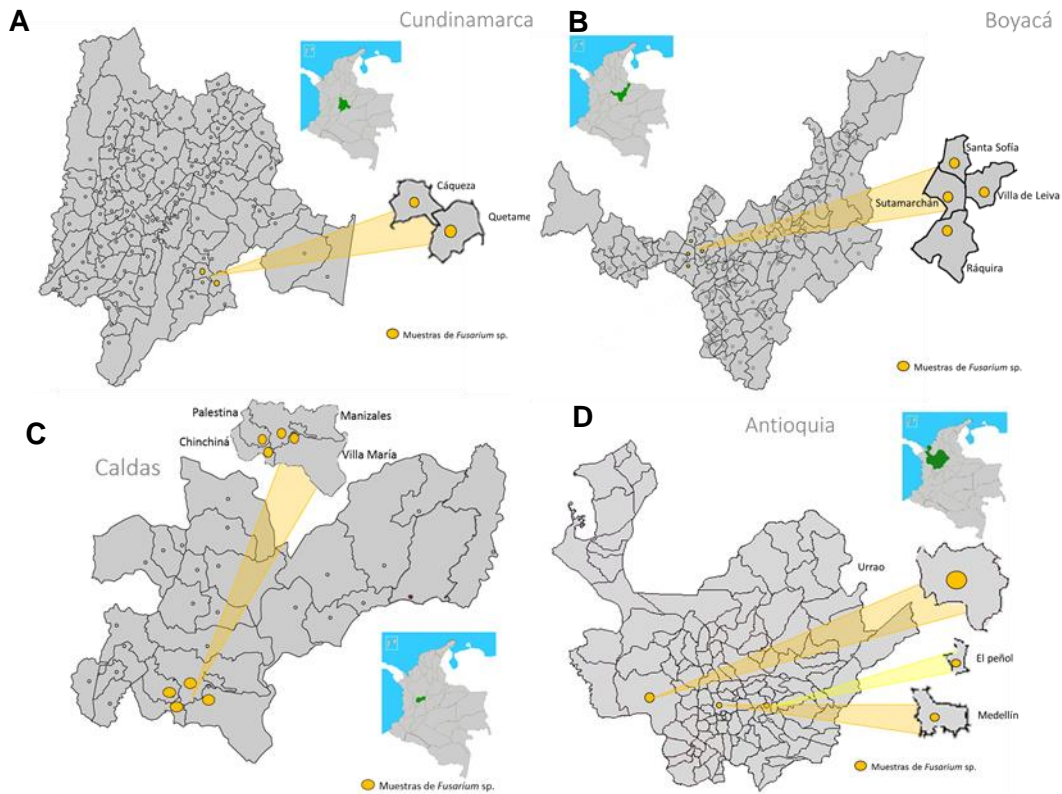 A
Cundinamarca
Cáqueza
Quetame
Muestras de Fusarium sp.
B
Boyacá
Santa Sofía
Sutamarchán
Villa de Leiva
Ráquira
Muestras de Fusarium sp.
C
Caldas
Palestina
Manizales
Chinchiná
Villa María
Muestras de Fusarium sp.
D
Antioquia
Urrao
El peñol
Medellín
Muestras de Fusarium sp.